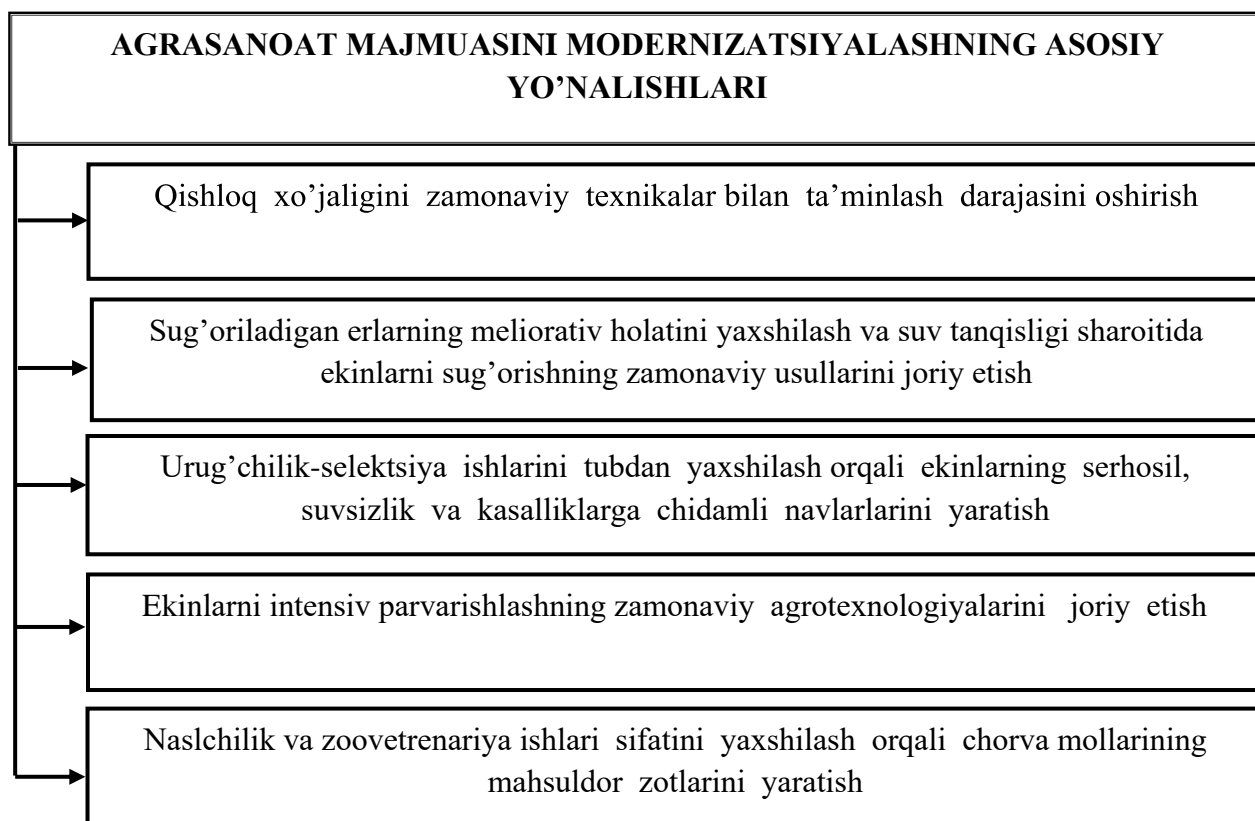 AGRASANOAT MAJMUASINI MODERNIZATSIYALASHNING ASOSIY
YO’NALISHLARI
Qishloq xo’jaligini zamonaviy texnikalar bilan ta’minlash darajasini oshirish
Sug’oriladigan erlarning meliorativ holatini yaxshilash va suv tanqisligi sharoitida
ekinlarni sug’orishning zamonaviy usullarini joriy etish
Urug’chilik-selektsiya ishlarini tubdan yaxshilash orqali ekinlarning serhosil,
suvsizlik va kasalliklarga chidamli navlarlarini yaratish
Ekinlarni intensiv parvarishlashning zamonaviy agrotexnologiyalarini joriy etish
Naslchilik va zoovetrenariya ishlari sifatini yaxshilash orqali chorva mollarining
mahsuldor zotlarini yaratish